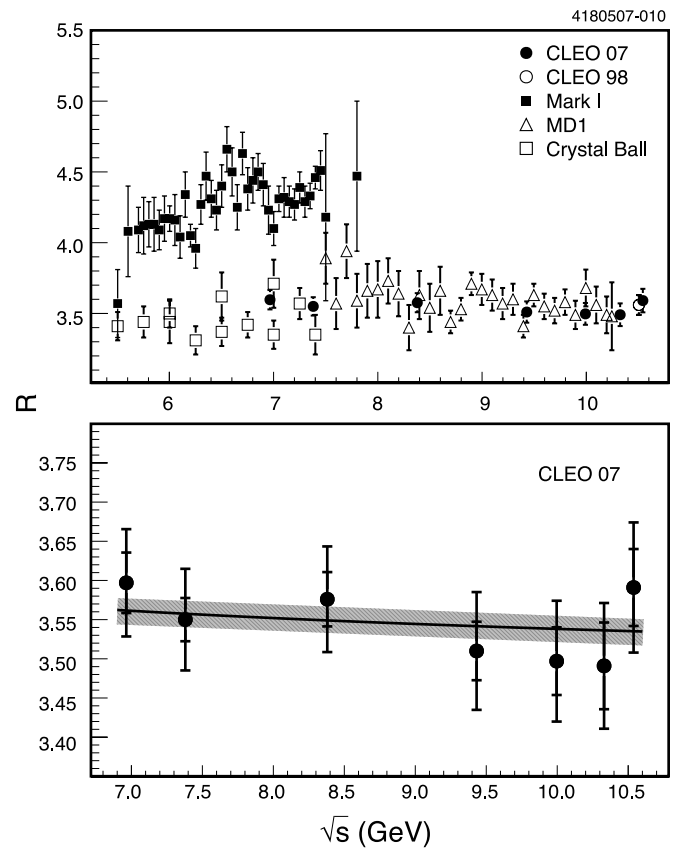 4180507-010
5.5
CLEO 07
CLEO 98
5.0
Mark I
MD1
Crystal Ball
4.5
4.0
3.5
6 7 8 9 10
R
CLEO 07
3.75
3.70
3.65
3.60
3.55
3.50
3.45
3.40
7.0 7.5 8.0 8.5 9.0 9.5 10.0 10.5
√s (GeV)